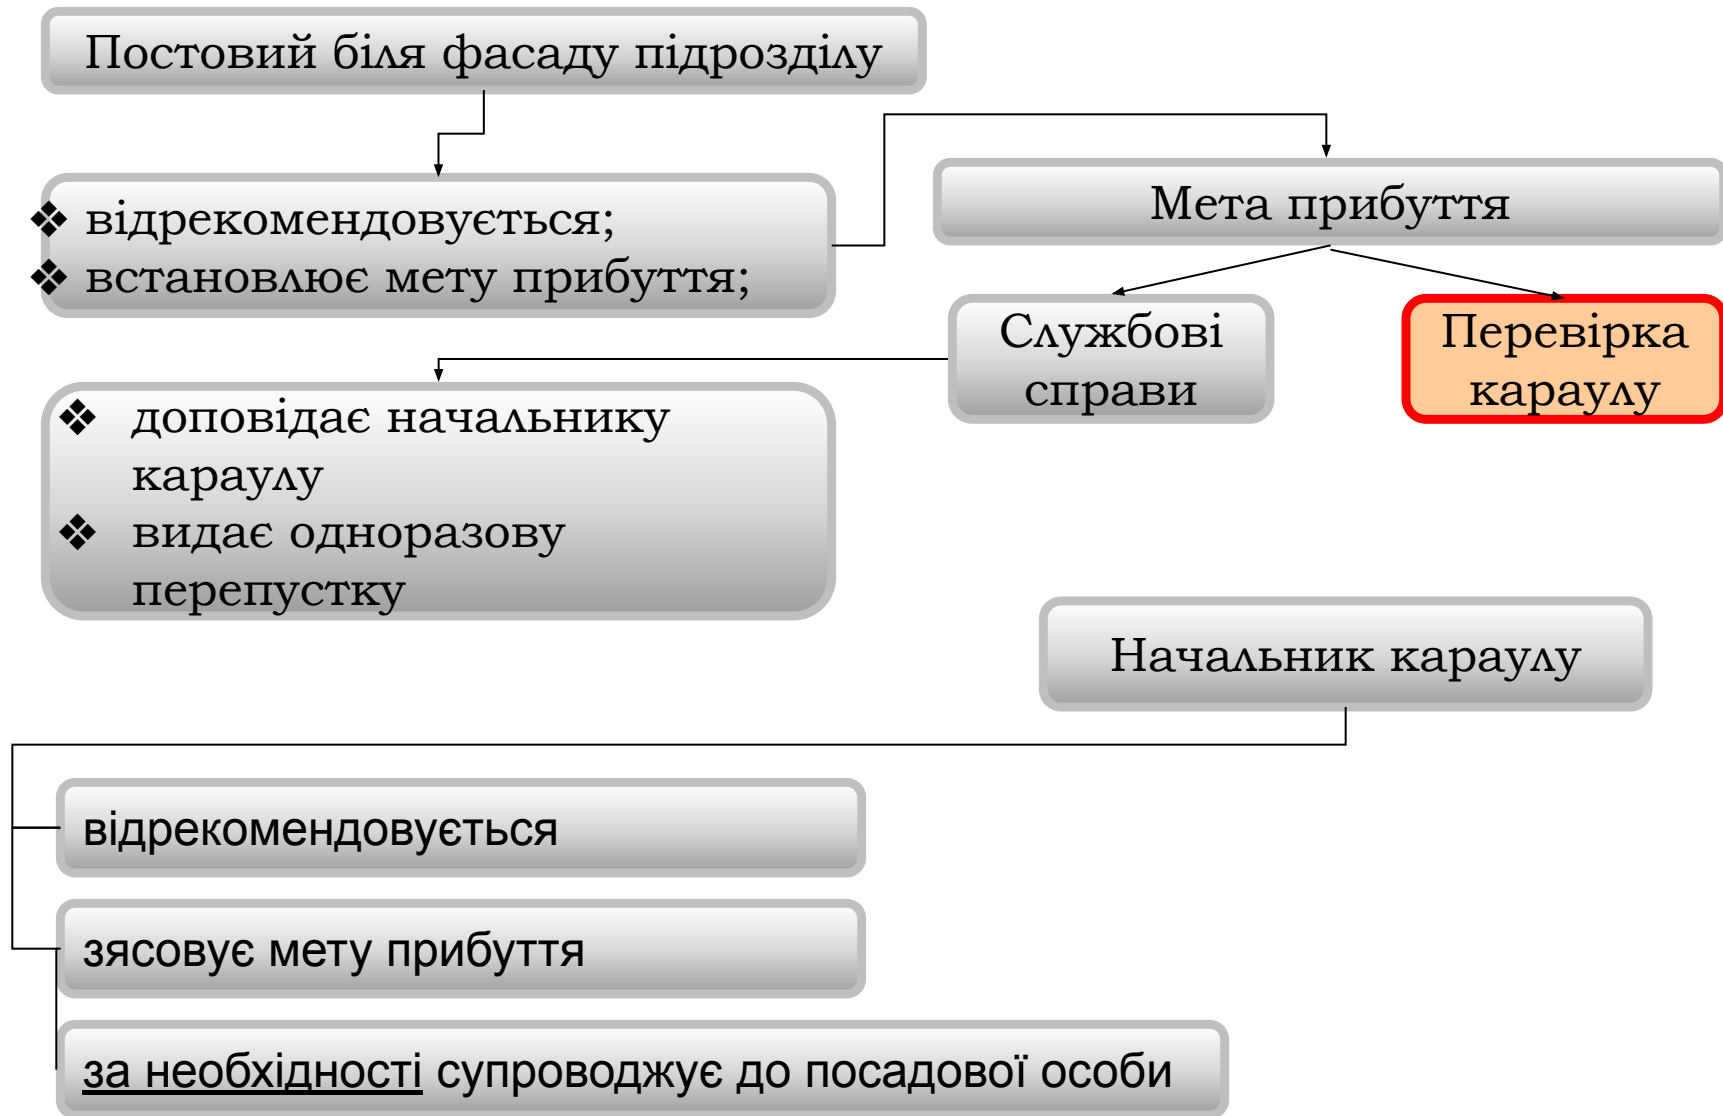 Постовий біля фасаду підрозділу
❖ відрекомендовується;
❖ встановлює мету прибуття;
Мета прибуття
Службові
справи
Перевірка
караулу
❖ доповідає начальнику
караулу
❖ видає одноразову
перепустку
Начальник караулу
відрекомендовується
зясовує мету прибуття
за необхідності супроводжує до посадової особи